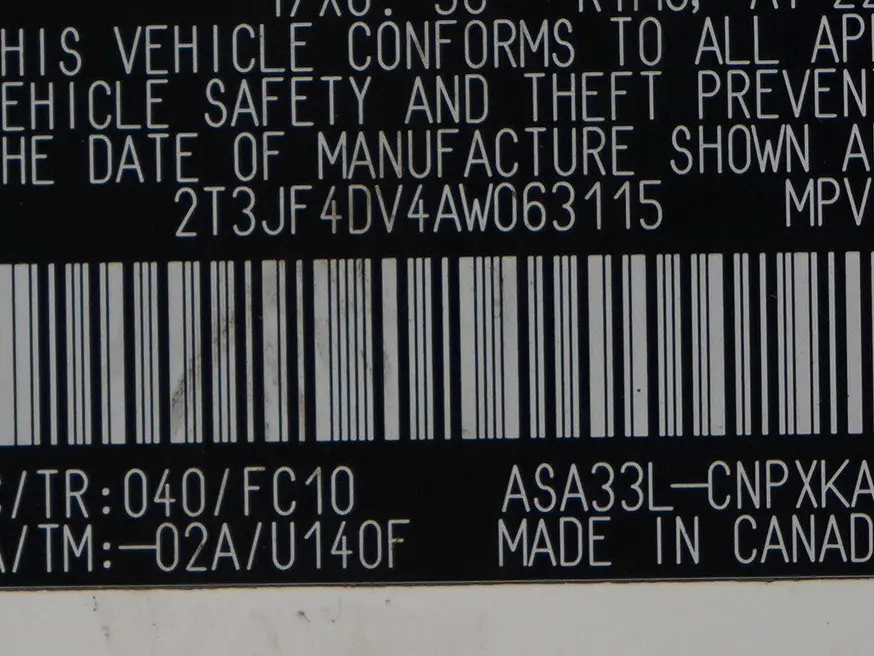 HIS VEHICLE CONFORMS TO ALL APP
EHICLE SAFETY AND THEFT PREVEN
HE DATE OF MANUFACTURE SHOWN A
2T3JF4DV4AW063115 MPV
/TR:040/FC10 ASA33L-CNPXKA
A/TM:-02A/U140F MADE IN CANAD